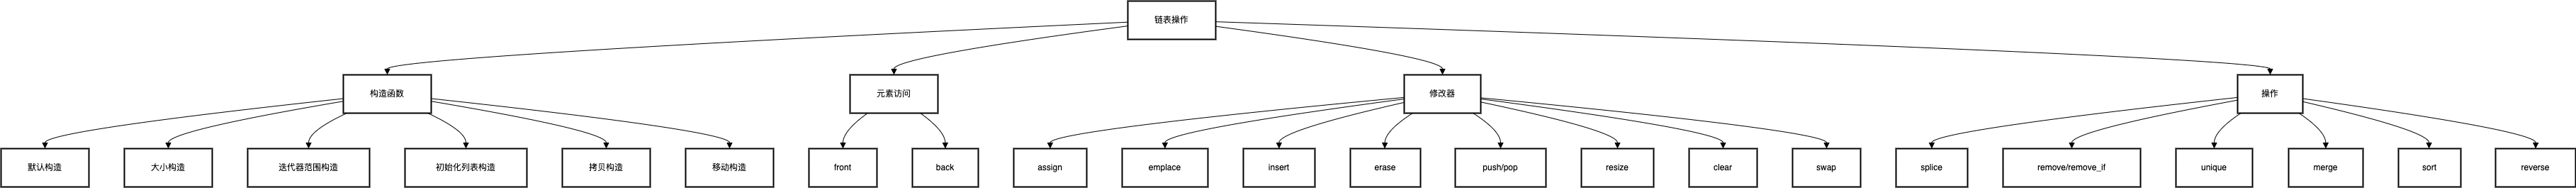 链表操作
构造函数
元素访问
修改器
操作
默认构造
大小构造
迭代器范围构造
初始化列表构造
拷贝构造
移动构造
front
back
assign
emplace
insert
erase
push/pop
resize
clear
swap
splice
remove/remove_if
unique
merge
sort
reverse